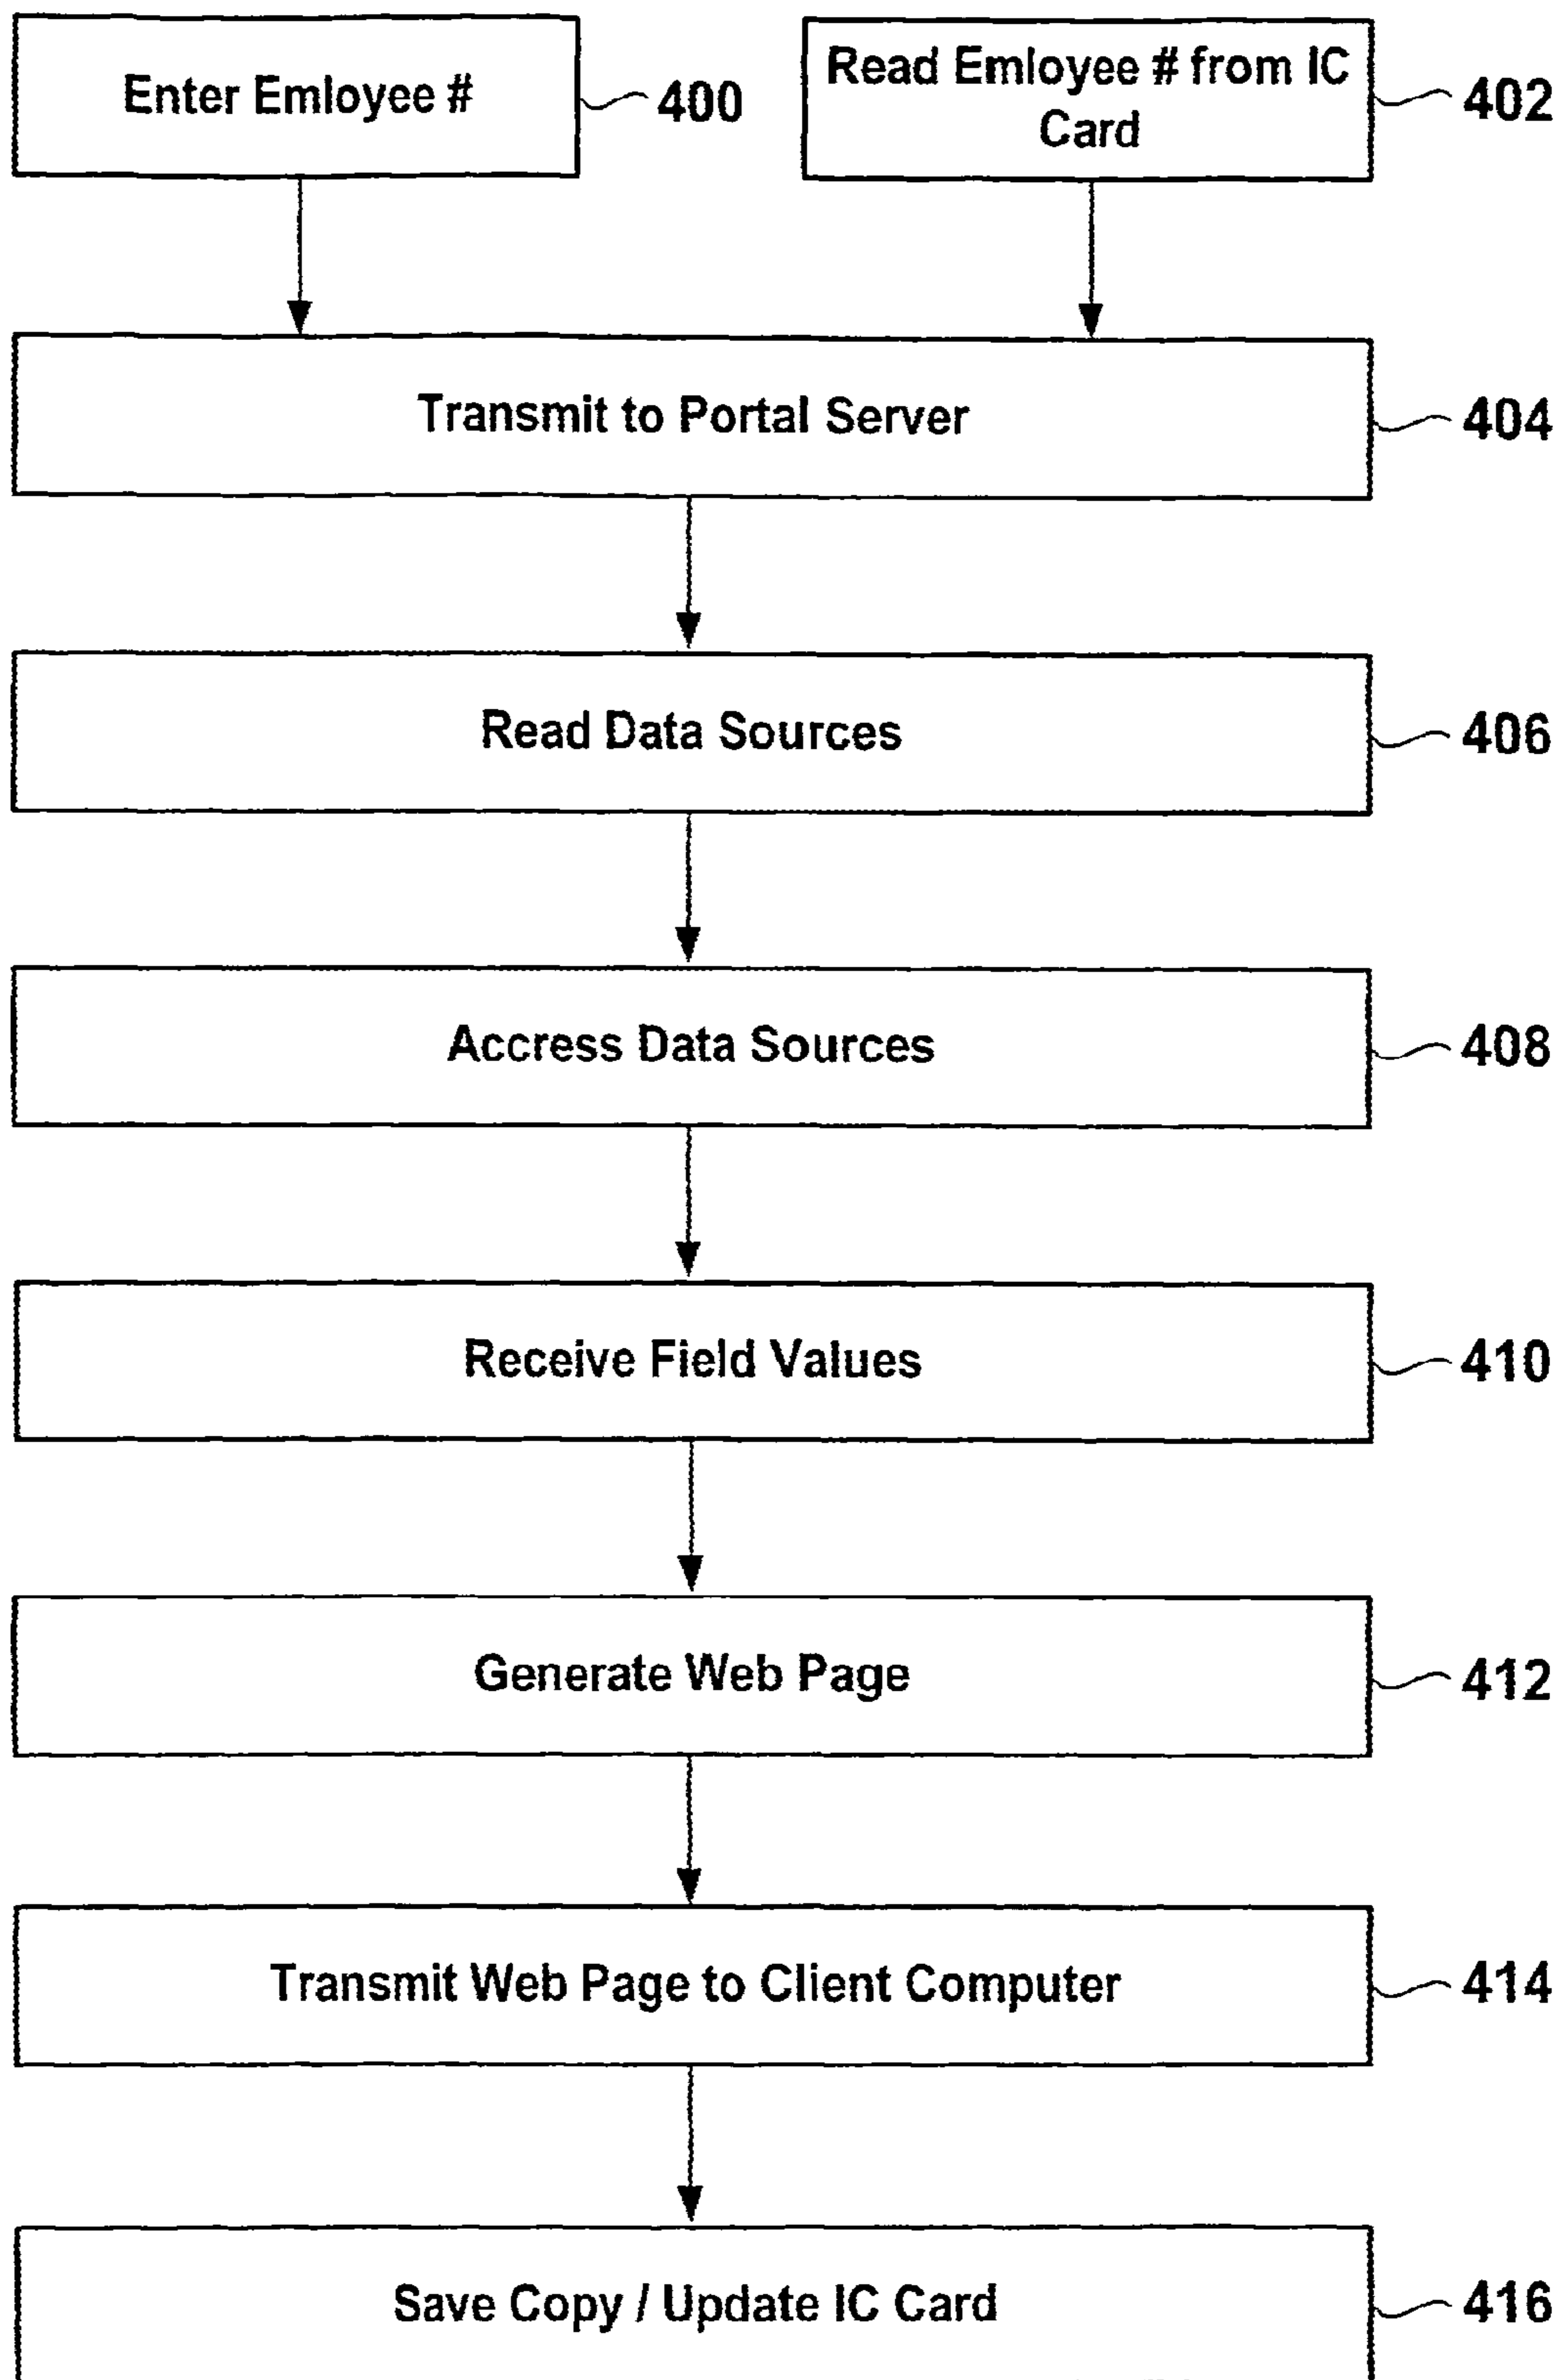 Enter Emloyee #
400
Read Emloyee # from IC
Card
402
Transmit to Portal Server
404
Read Data Sources
406
Accress Data Sources
408
Receive Field Values
410
Generate Web Page
412
Transmit Web Page to Client Computer
414
Save Copy / Update IC Card
416